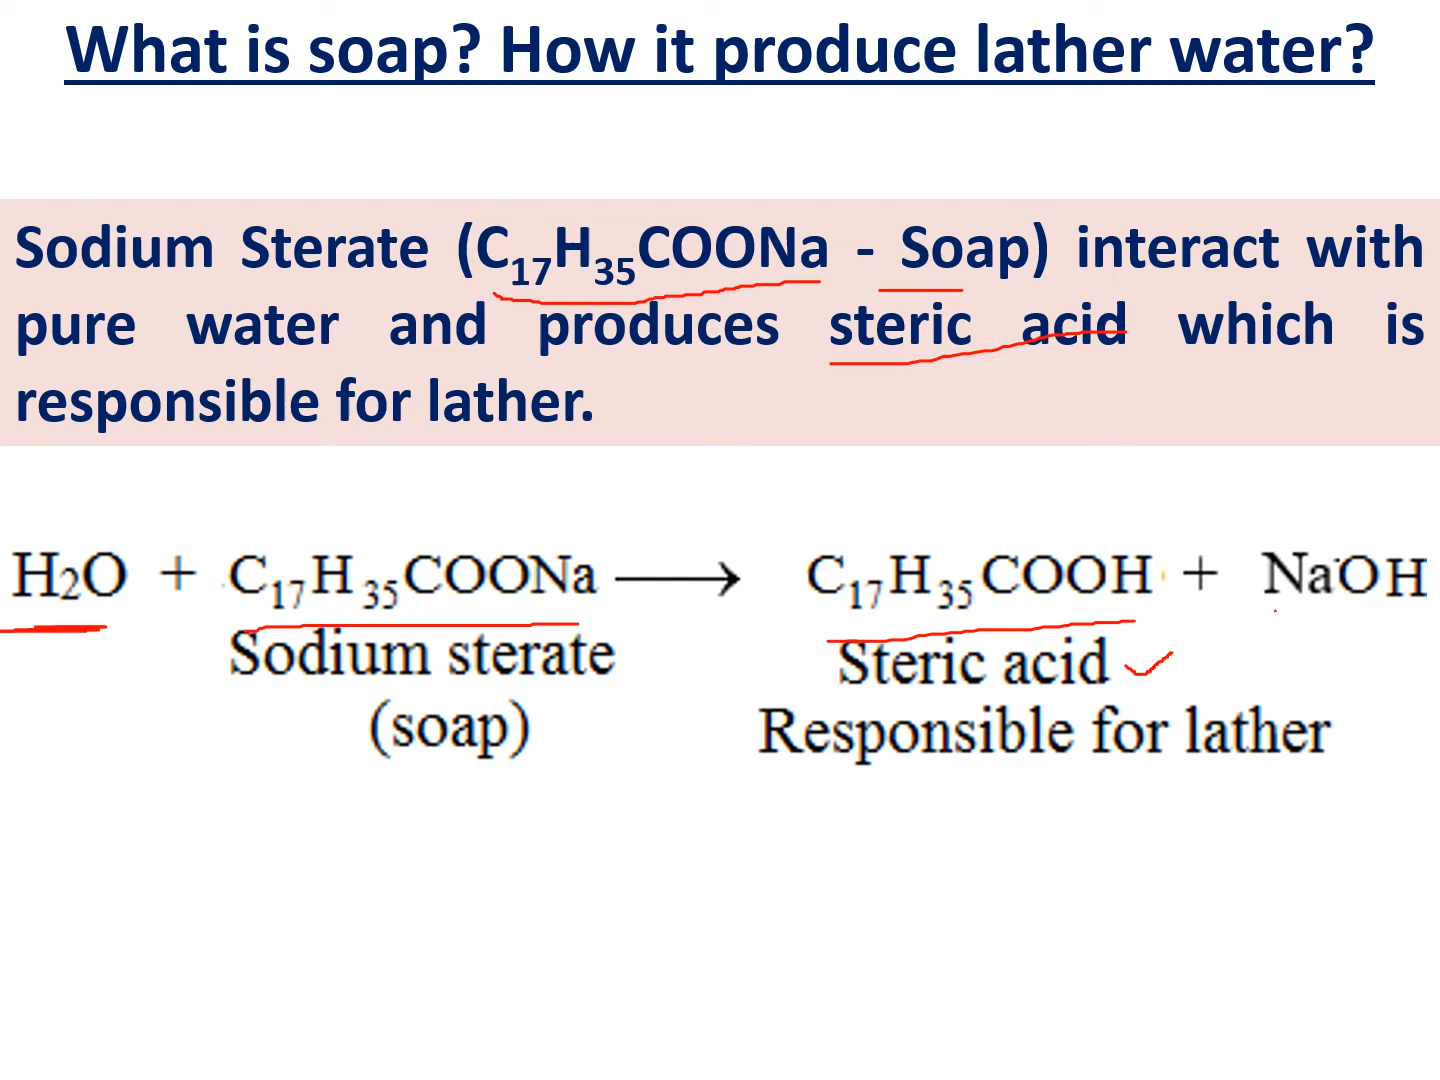 What is soap? How it produce lather water?
Sodium Sterate (C₁₇H₃₅COONa - Soap) interact with
pure water and produces steric acid which is
responsible for lather.
H₂O + C₁₇H₃₅COONa ⟶ C₁₇H₃₅COOH + NaOH
Sodium sterate Steric acid
(soap) Responsible for lather